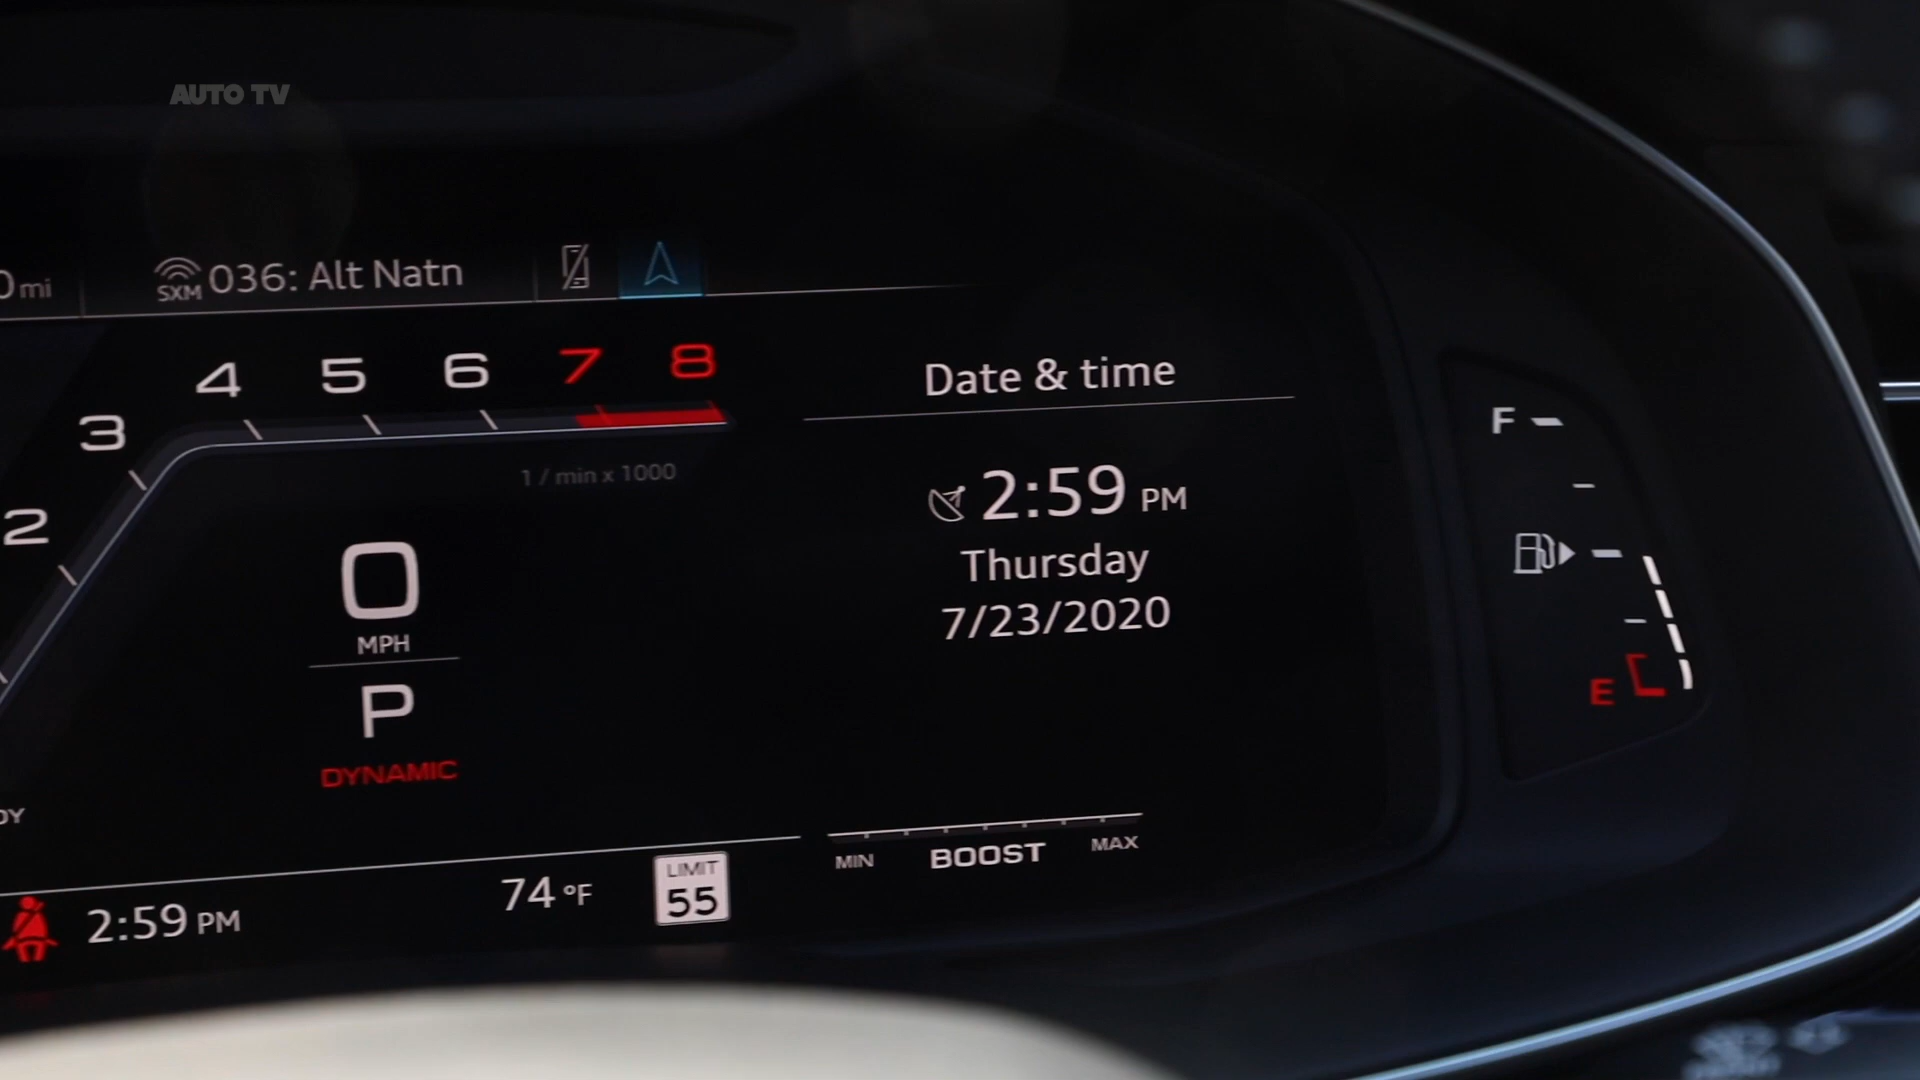 AUTO TV
0 mi
SXM 036: Alt Natn
2 3 4 5 6 7 8
1 / min x 1000
0
MPH
P
DYNAMIC
Date & time
2:59 PM
Thursday
7/23/2020
F
E
MIN BOOST MAX
2:59 PM
74 °F
LIMIT
55